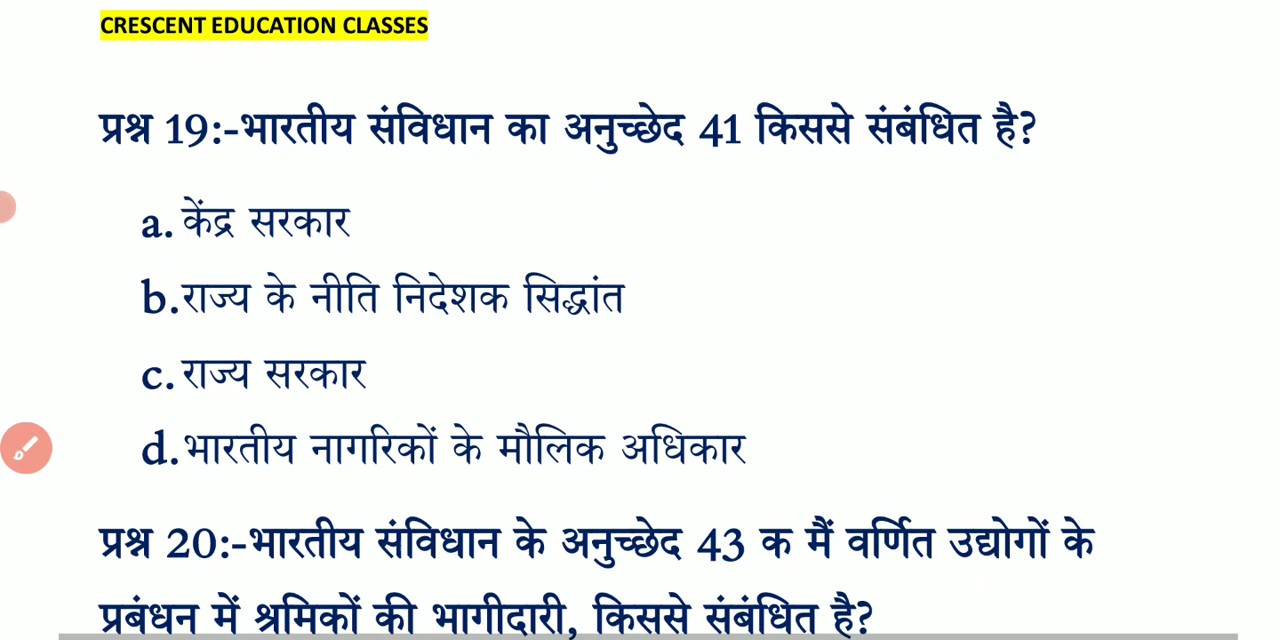 CRESCENT EDUCATION CLASSES
प्रश्न 19:-भारतीय संविधान का अनुच्छेद 41 किससे संबंधित है?
a. केंद्र सरकार
b. राज्य के नीति निदेशक सिद्धांत
c. राज्य सरकार
d. भारतीय नागरिकों के मौलिक अधिकार
प्रश्न 20:-भारतीय संविधान के अनुच्छेद 43 क मैं वर्णित उद्योगों के
प्रबंधन में श्रमिकों की भागीदारी, किससे संबंधित है?